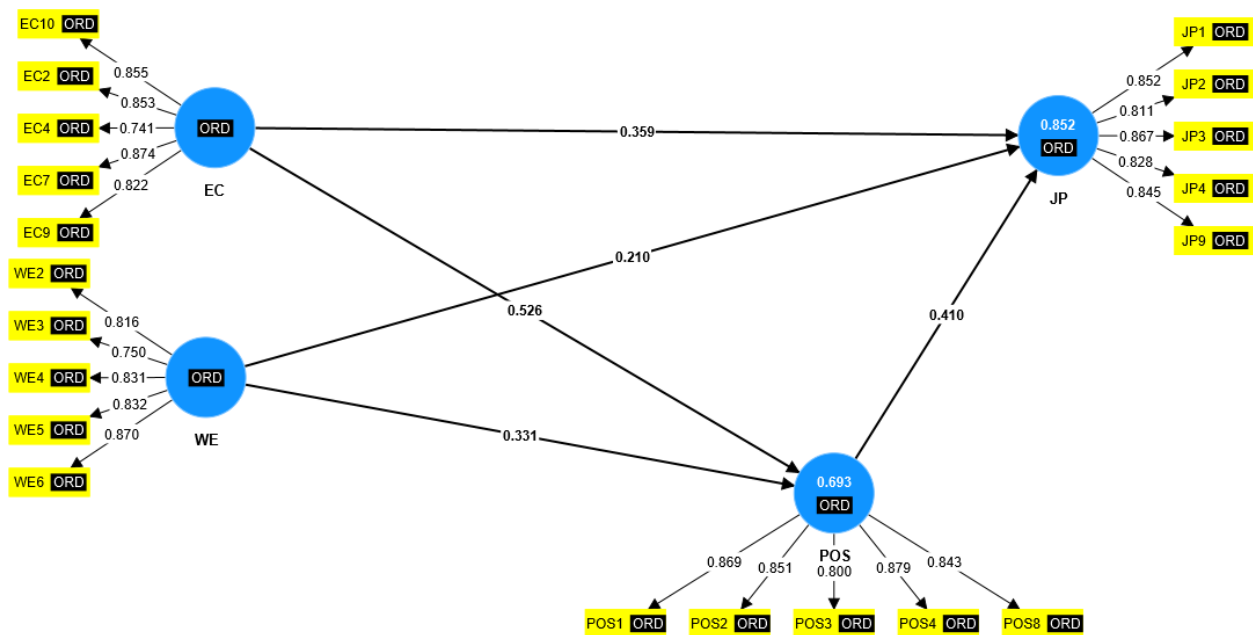 EC10 ORD
0.855
EC2 ORD
0.853
EC4 ORD
0.741
EC7 ORD
0.874
EC9 ORD
0.822
ORD
EC
WE2 ORD
0.816
WE3 ORD
0.750
WE4 ORD
0.831
WE5 ORD
0.832
WE6 ORD
0.870
ORD
WE
0.359
0.210
0.526
0.331
0.410
0.852
ORD
JP
JP1 ORD
0.852
JP2 ORD
0.811
JP3 ORD
0.867
JP4 ORD
0.828
JP9 ORD
0.845
0.693
ORD
POS
0.869
0.851
0.800
0.879
0.843
POS1 ORD
POS2 ORD
POS3 ORD
POS4 ORD
POS8 ORD